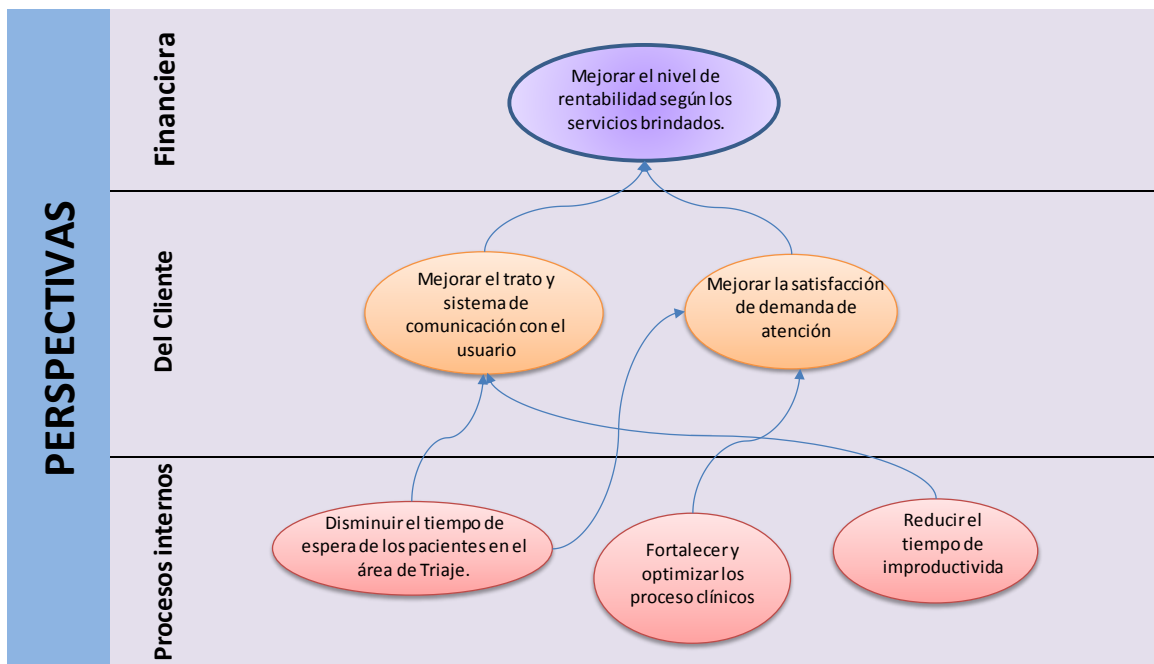 PERSPECTIVAS
Financiera
Mejorar el nivel de
rentabilidad según los
servicios brindados.
Del Cliente
Mejorar el trato y
sistema de
comunicación con el
usuario
Mejorar la satisfacción
de demanda de
atención
Procesos internos
Disminuir el tiempo de
espera de los pacientes en el
área de Triaje.
Fortalecer y
optimizar los
proceso clínicos
Reducir el
tiempo de
improductivida